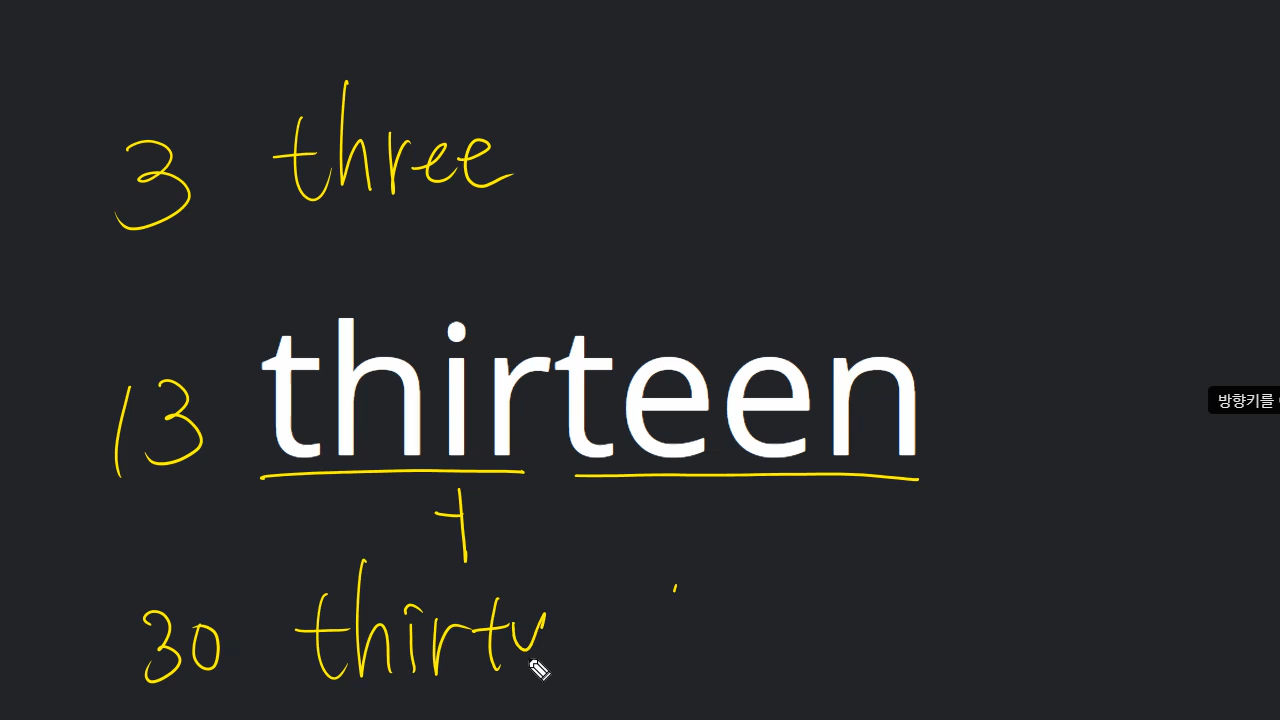 3 three
13 thirteen
방향키를
30 thirty